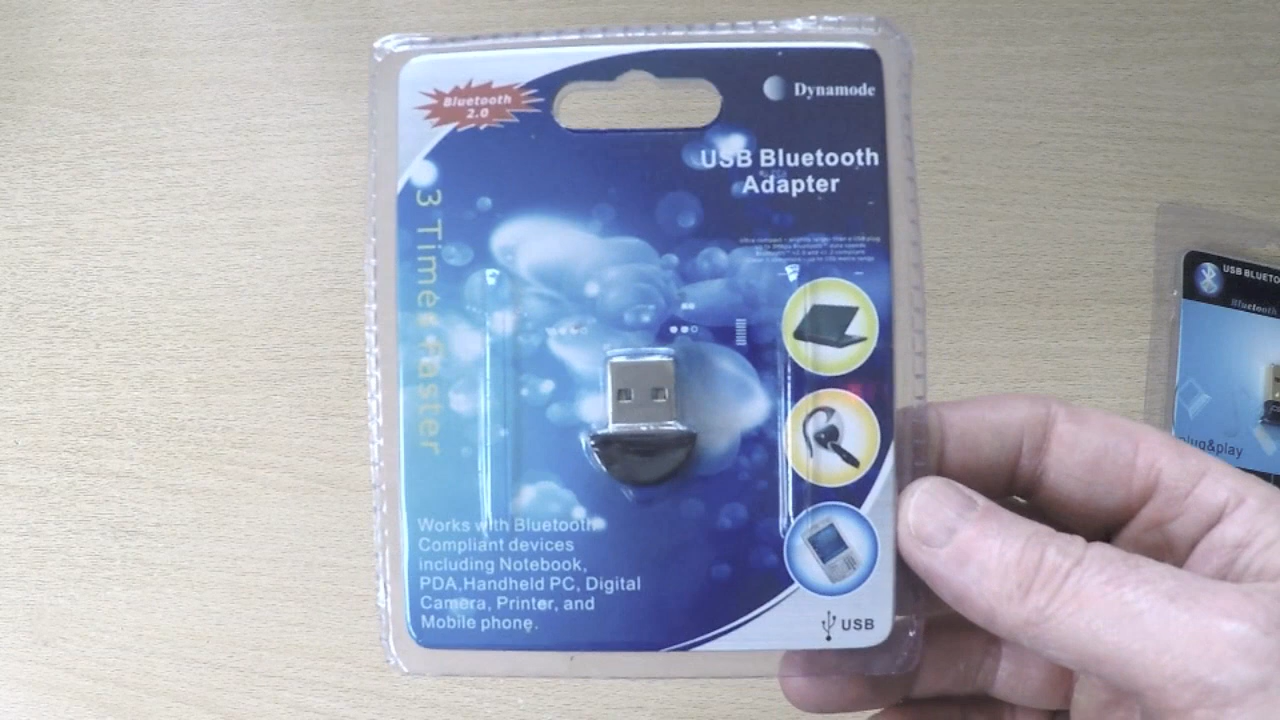 Bluetooth
2.0
Dynamode
USB Bluetooth
Adapter
3 Times Faster
Works with Bluetooth
Compliant devices
including Notebook,
PDA,Handheld PC, Digital
Camera, Printer, and
Mobile phone.
USB
USB BLUETO
Bluetooth
plug&play